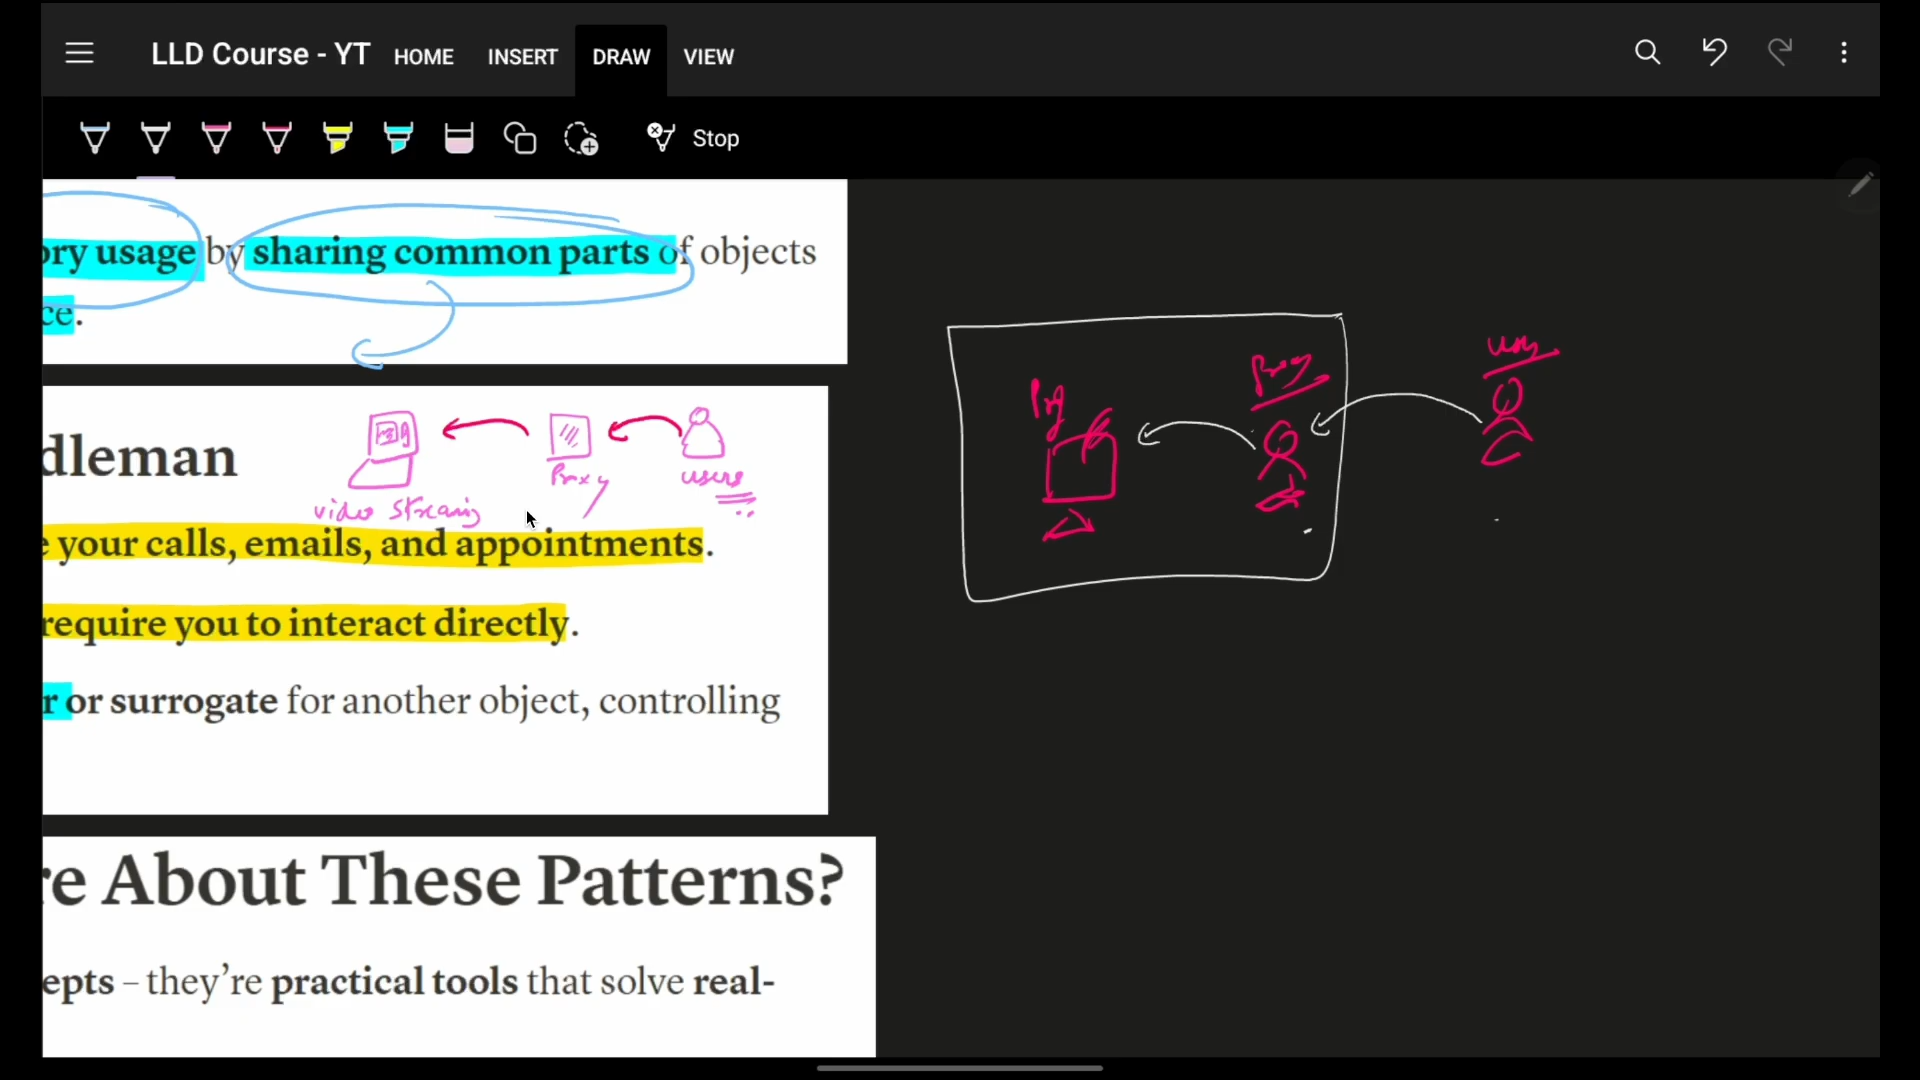 LLD Course - YT HOME INSERT DRAW VIEW
Stop
ory usage by sharing common parts of objects
ce.
dleman
Proxy users
video streaming
e your calls, emails, and appointments.
require you to interact directly.
r or surrogate for another object, controlling
Proxy
re About These Patterns?
epts – they’re practical tools that solve real-